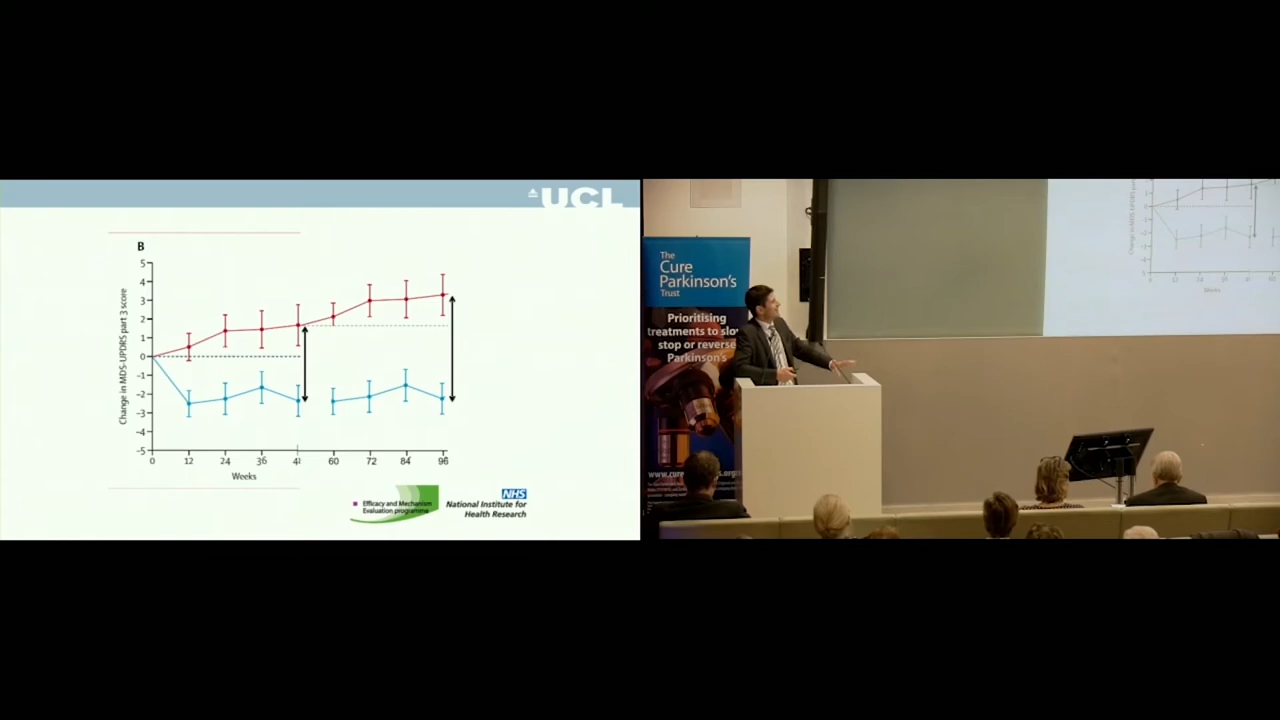 UCL
B
5
4
3
2
1
0
-1
-2
-3
-4
-5
Change in MDS-UPDRS part 3 score
0 12 24 36 60 72 84 96
Weeks
Efficacy and Mechanism
Evaluation programme
NHS
National Institute for
Health Research
The
Cure
Parkinson's
Trust
Prioritising
treatments to
stop or reverse
Parkinson's
Weeks